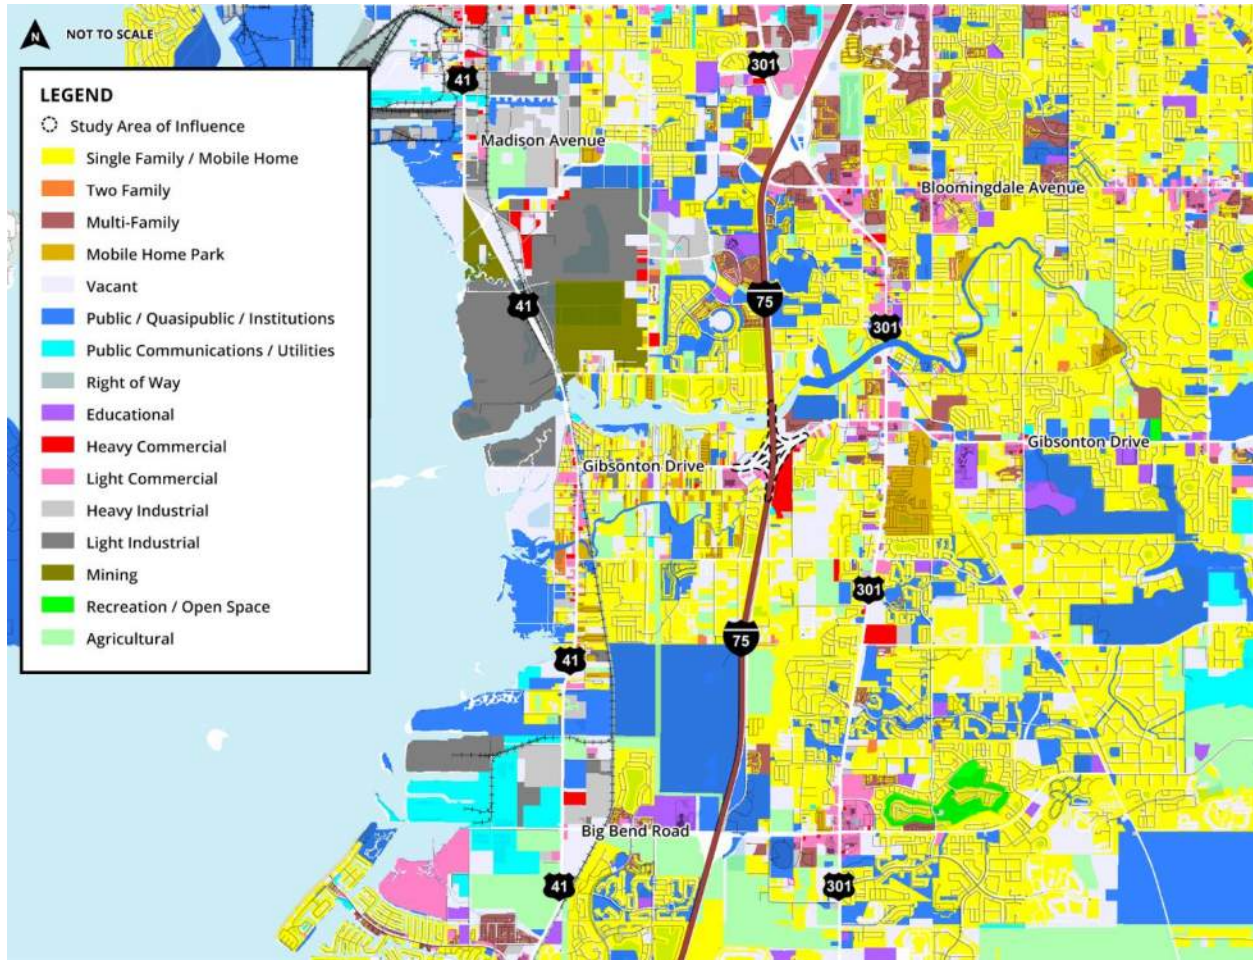 N
NOT TO SCALE
LEGEND
Study Area of Influence
Single Family / Mobile Home
Two Family
Multi-Family
Mobile Home Park
Vacant
Public / Quasipublic / Institutions
Public Communications / Utilities
Right of Way
Educational
Heavy Commercial
Light Commercial
Heavy Industrial
Light Industrial
Mining
Recreation / Open Space
Agricultural
301
41
Madison Avenue
Bloomingdale Avenue
75
41
301
Gibsonton Drive
Gibsonton Drive
301
75
41
Big Bend Road
41
301